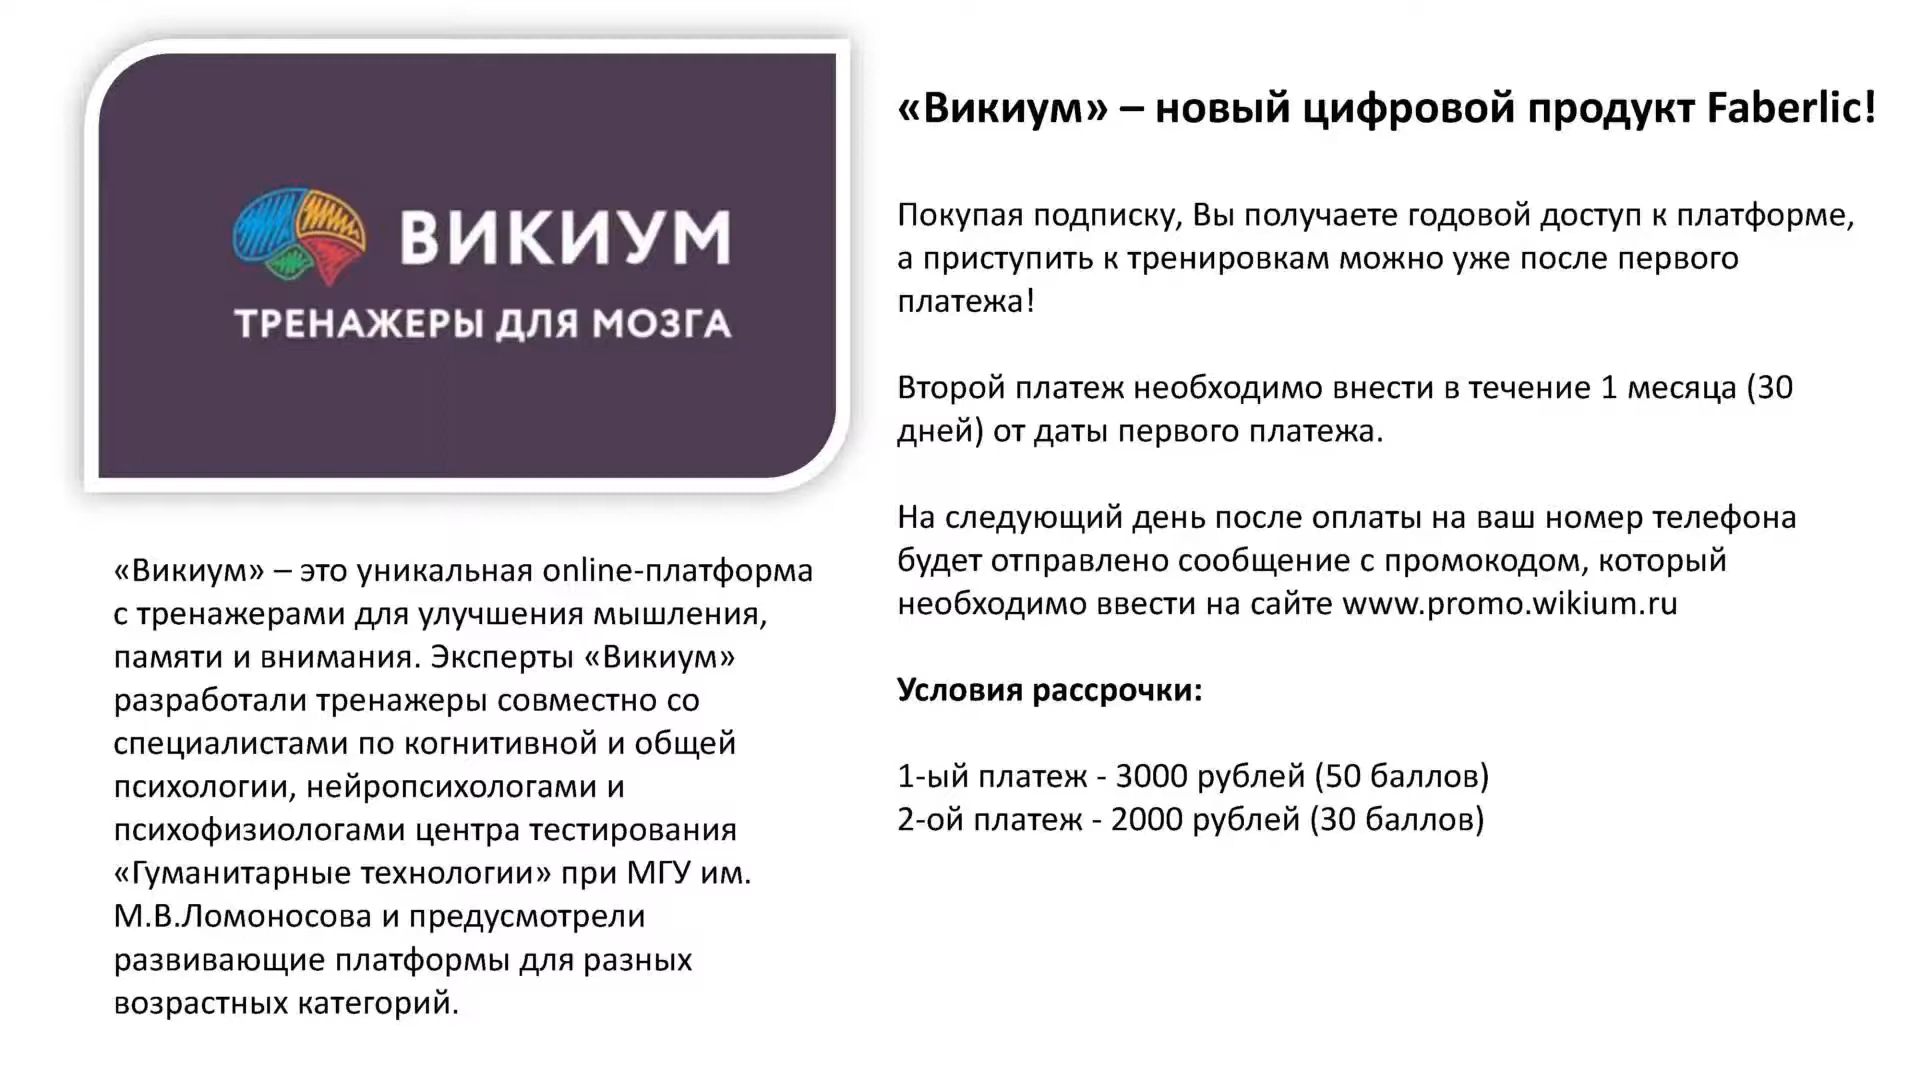 ВИКИУМ
ТРЕНАЖЕРЫ ДЛЯ МОЗГА
«Викиум» – это уникальная online-платформа
с тренажерами для улучшения мышления,
памяти и внимания. Эксперты «Викиум»
разработали тренажеры совместно со
специалистами по когнитивной и общей
психологии, нейропсихологами и
психофизиологами центра тестирования
«Гуманитарные технологии» при МГУ им.
М.В.Ломоносова и предусмотрели
развивающие платформы для разных
возрастных категорий.
«Викиум» – новый цифровой продукт Faberlic!
Покупая подписку, Вы получаете годовой доступ к платформе,
а приступить к тренировкам можно уже после первого
платежа!
Второй платеж необходимо внести в течение 1 месяца (30
дней) от даты первого платежа.
На следующий день после оплаты на ваш номер телефона
будет отправлено сообщение с промокодом, который
необходимо ввести на сайте www.promo.wikium.ru
Условия рассрочки:
1-ый платеж - 3000 рублей (50 баллов)
2-ой платеж - 2000 рублей (30 баллов)